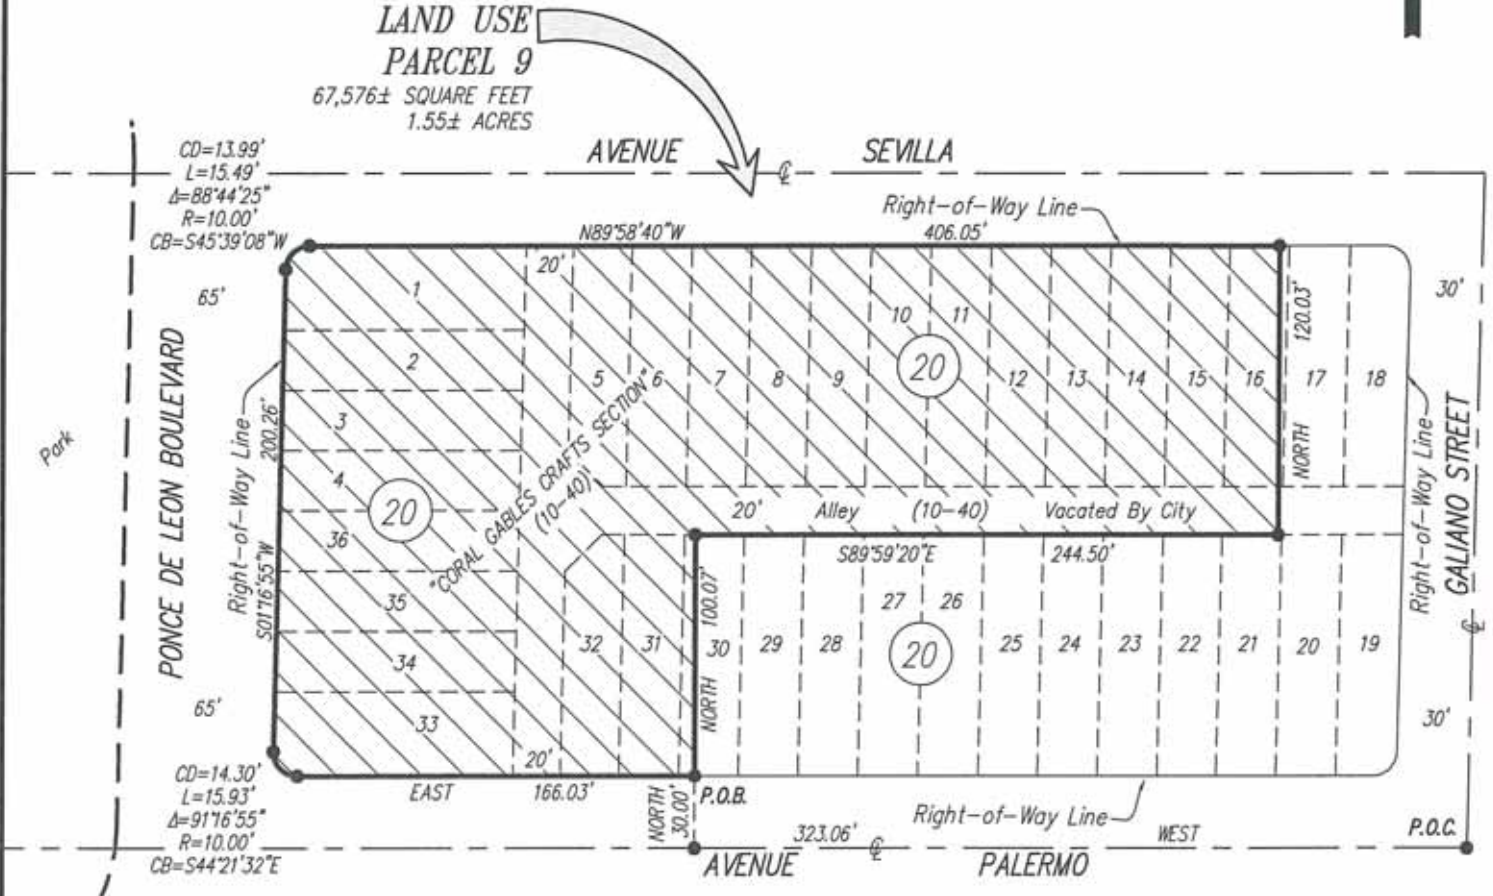 LAND USE
PARCEL 9
67,576± SQUARE FEET
1.55± ACRES
CD=13.99'
L=15.49'
Δ=88°44'25"
R=10.00'
CB=S45°39'08"W
AVENUE SEVILLA
℄
Right-of-Way Line
N89°58'40"W 406.05'
65'
20'
30'
1
2
3
4
5
6
7
8
9
10
11
12
13
14
15
16
17
18
20
120.03'
NORTH
Park
PONCE DE LEON BOULEVARD
Right-of-Way Line
200.26'
S01°16'55"W
20
"CORAL GABLES CRAFTS SECTION"
(10-40)
20' Alley (10-40) Vacated By City
S89°59'20"E 244.50'
Right-of-Way Line
GALIANO STREET
℄
36
35
34
33
32
31
100.07'
NORTH
30
29
28
27
26
20
25
24
23
22
21
20
19
65'
20'
30'
CD=14.30'
L=15.93'
Δ=91°16'55"
R=10.00'
CB=S44°21'32"E
EAST 166.03'
NORTH
30.00'
P.O.B.
Right-of-Way Line
323.06' ℄ WEST
P.O.C.
AVENUE PALERMO